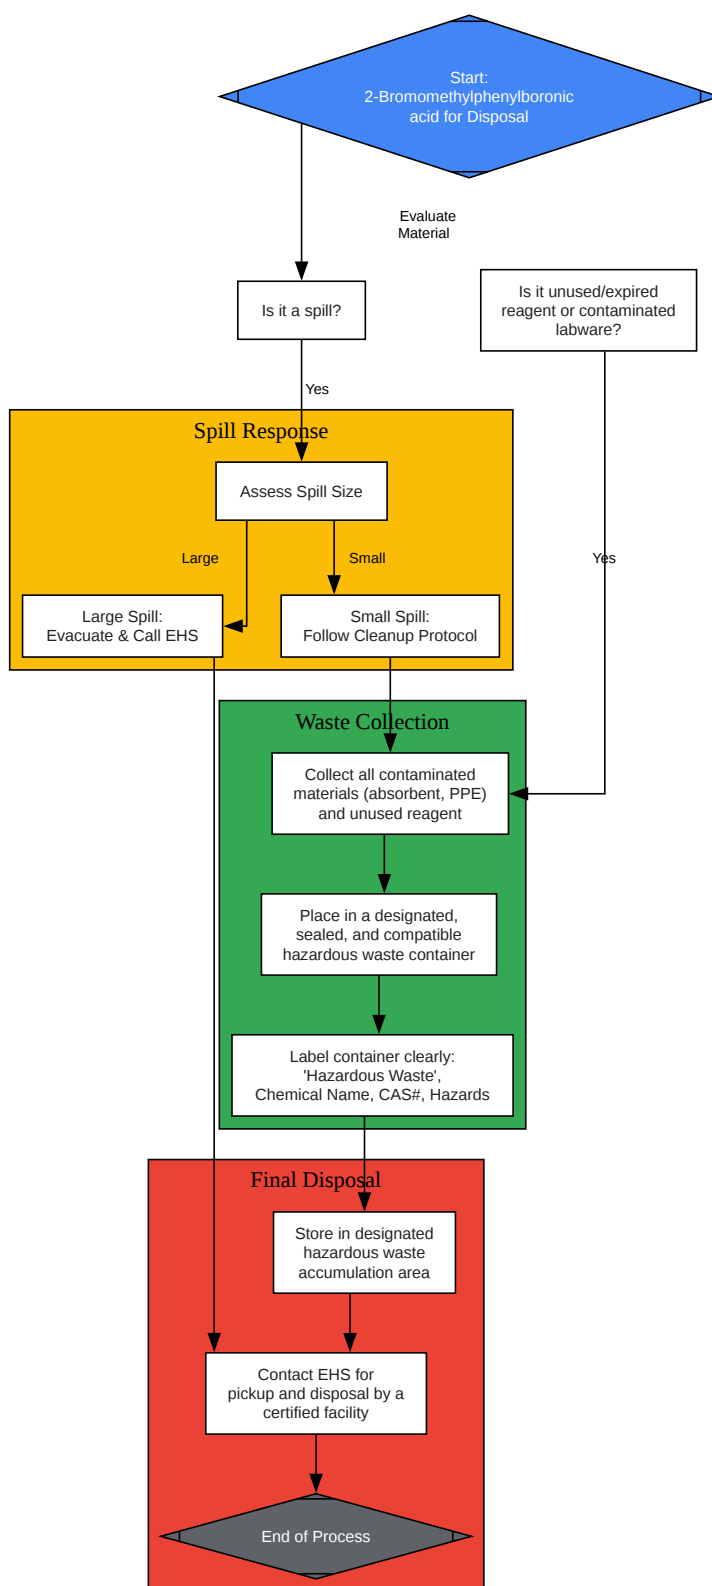 Start:
2-Bromomethylphenylboronic
acid for Disposal
Evaluate
Material
Is it a spill?
Is it unused/expired
reagent or contaminated
labware?
Yes
Spill Response
Assess Spill Size
Large
Small
Yes
Large Spill:
Evacuate & Call EHS
Small Spill:
Follow Cleanup Protocol
Waste Collection
Collect all contaminated
materials (absorbent, PPE)
and unused reagent
Place in a designated,
sealed, and compatible
hazardous waste container
Label container clearly:
'Hazardous Waste',
Chemical Name, CAS#, Hazards
Final Disposal
Store in designated
hazardous waste
accumulation area
Contact EHS for
pickup and disposal by a
certified facility
End of Process